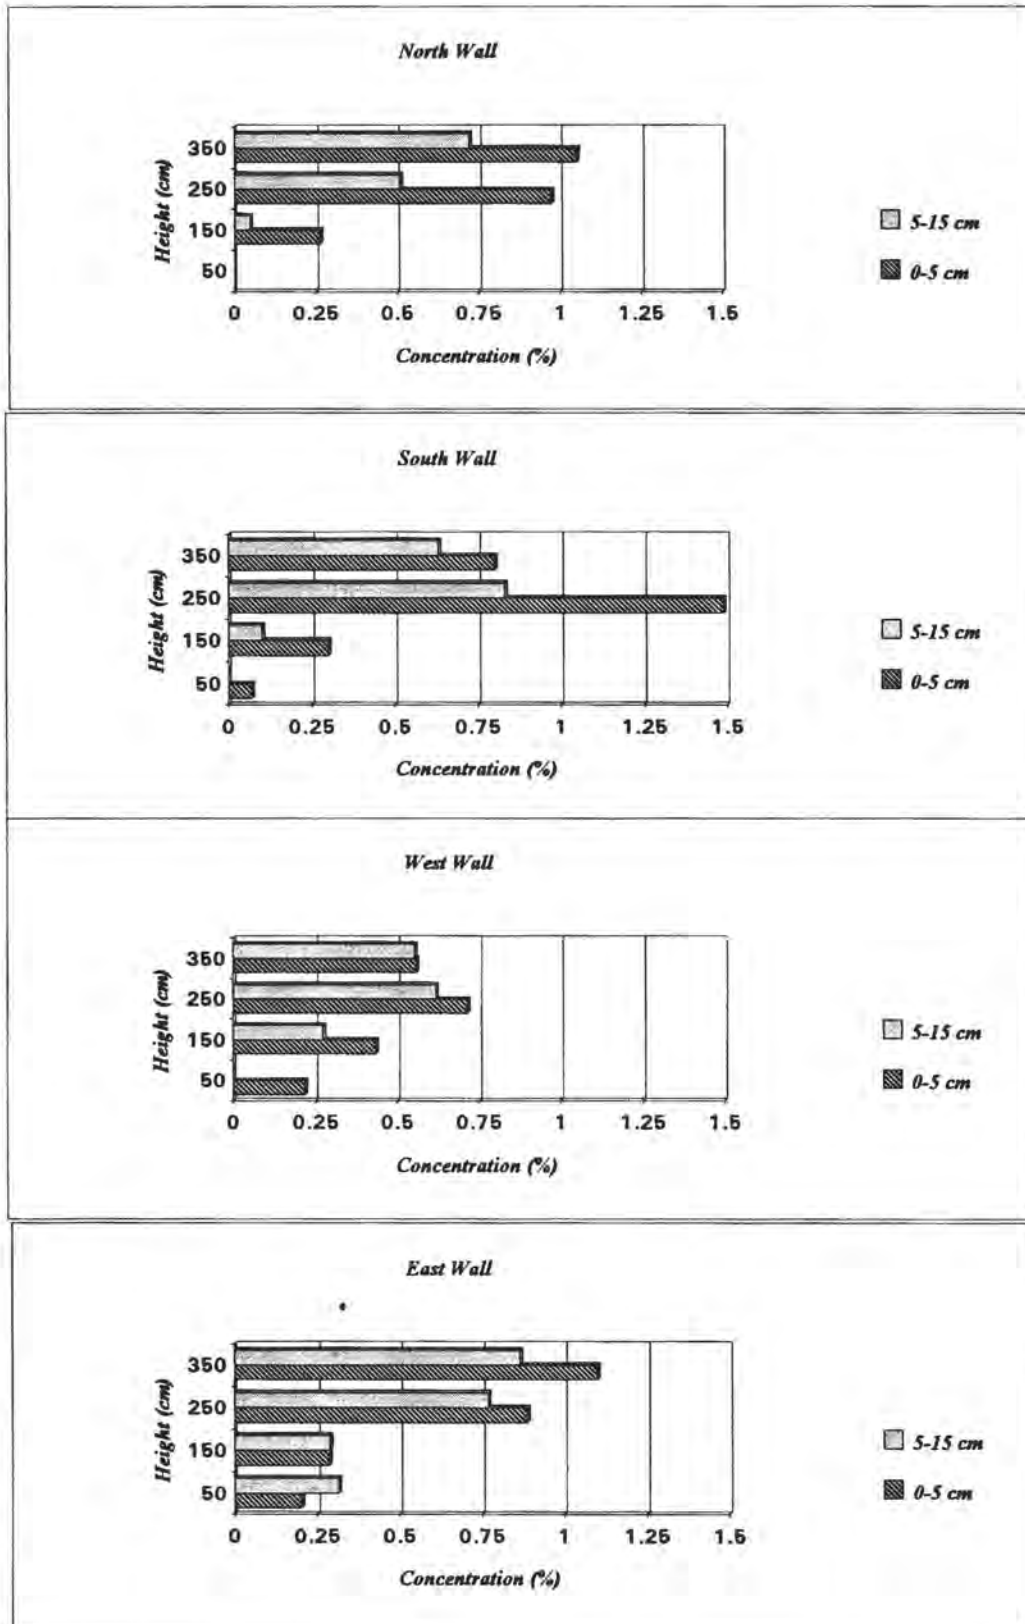 North Wall
Height (cm)
350
250
150
50
5-15 cm
0-5 cm
0 0.25 0.5 0.75 1 1.25 1.5
Concentration (%)
South Wall
Height (cm)
350
250
150
50
5-15 cm
0-5 cm
0 0.25 0.5 0.75 1 1.25 1.5
Concentration (%)
West Wall
Height (cm)
350
250
150
50
5-15 cm
0-5 cm
0 0.25 0.5 0.75 1 1.25 1.5
Concentration (%)
East Wall
Height (cm)
350
250
150
50
5-15 cm
0-5 cm
0 0.25 0.5 0.75 1 1.25 1.5
Concentration (%)